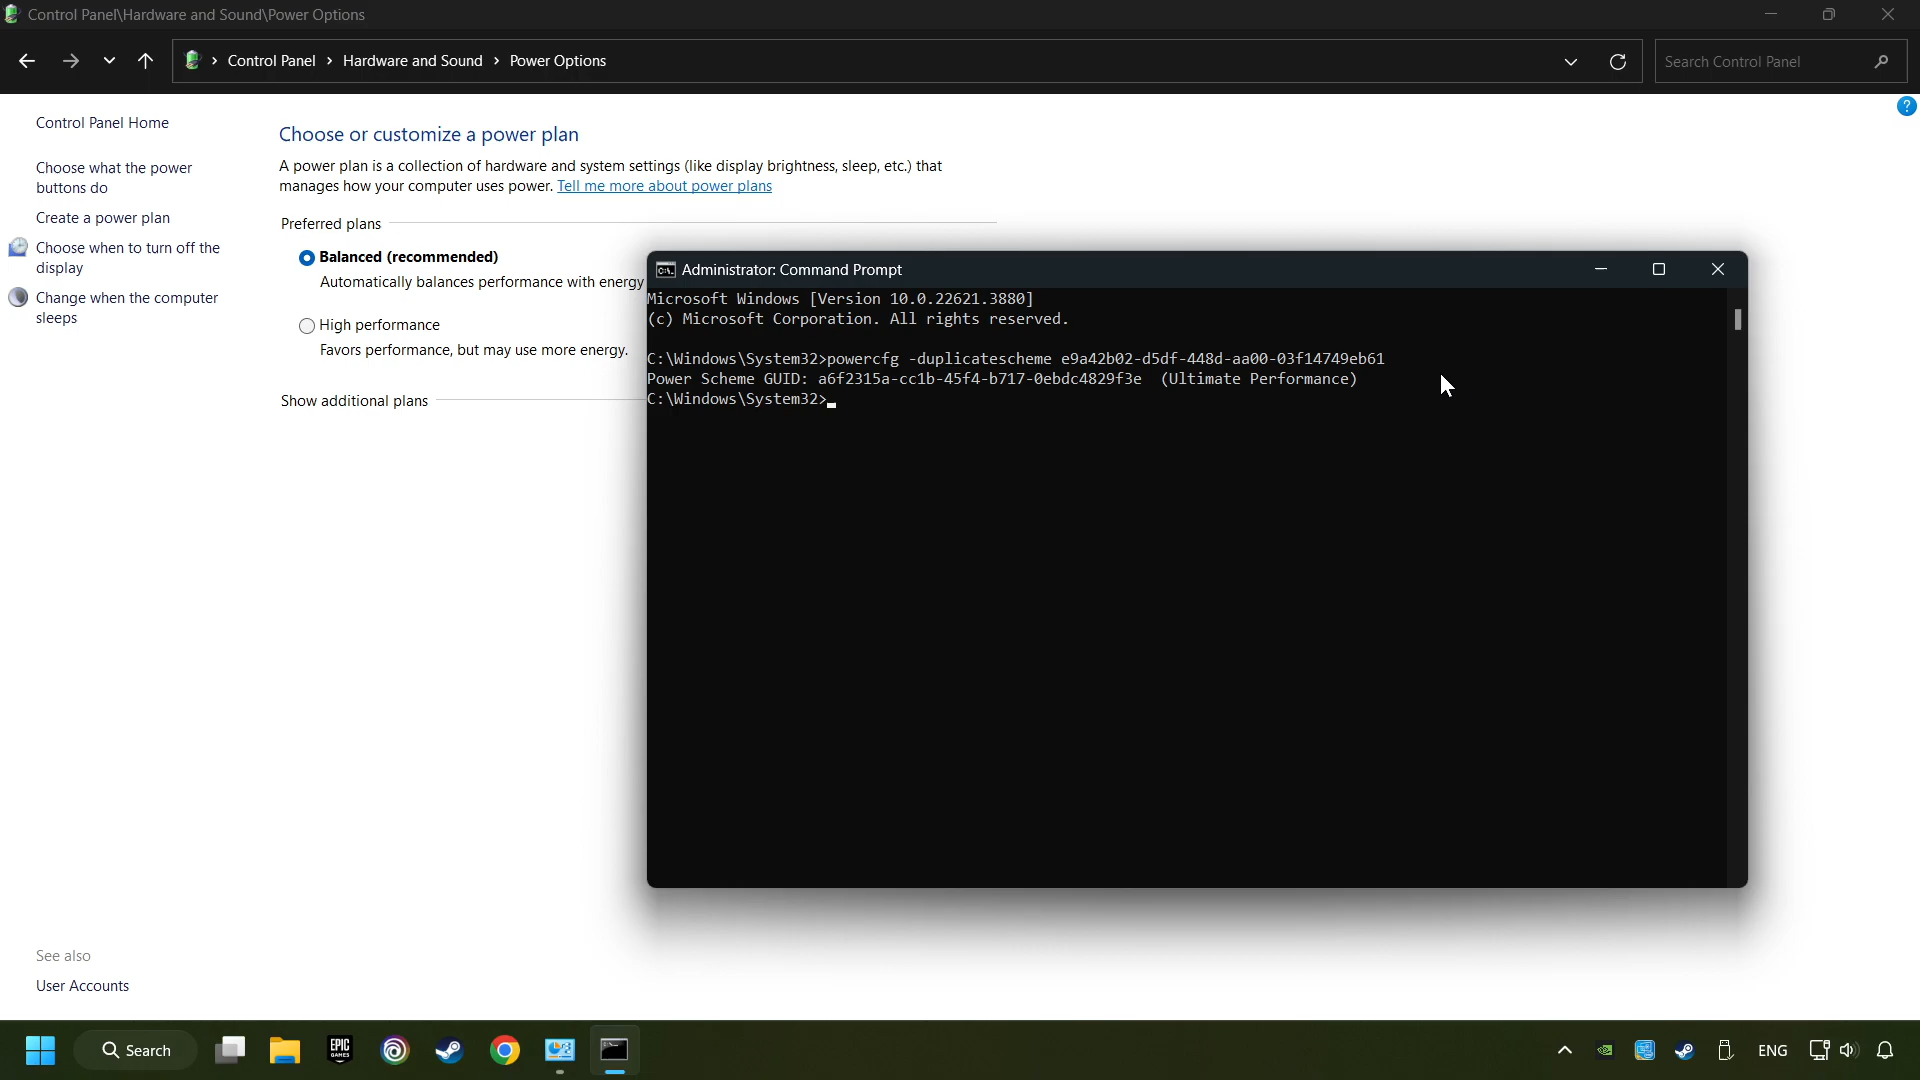 Control Panel\Hardware and Sound\Power Options
Control Panel › Hardware and Sound › Power Options
Search Control Panel
Control Panel Home
Choose what the power
buttons do
Create a power plan
Choose when to turn off the
display
Change when the computer
sleeps
Choose or customize a power plan
A power plan is a collection of hardware and system settings (like display brightness, sleep, etc.) that
manages how your computer uses power. Tell me more about power plans
Preferred plans
Balanced (recommended)
Automatically balances performance with energy
High performance
Favors performance, but may use more energy.
Show additional plans
Administrator: Command Prompt
Microsoft Windows [Version 10.0.22621.3880]
(c) Microsoft Corporation. All rights reserved.
C:\Windows\System32>powercfg -duplicatescheme e9a42b02-d5df-448d-aa00-03f14749eb61
Power Scheme GUID: a6f2315a-cc1b-45f4-b717-0ebdc4829f3e  (Ultimate Performance)
C:\Windows\System32>
See also
User Accounts
Search
EPIC
GAMES
ENG